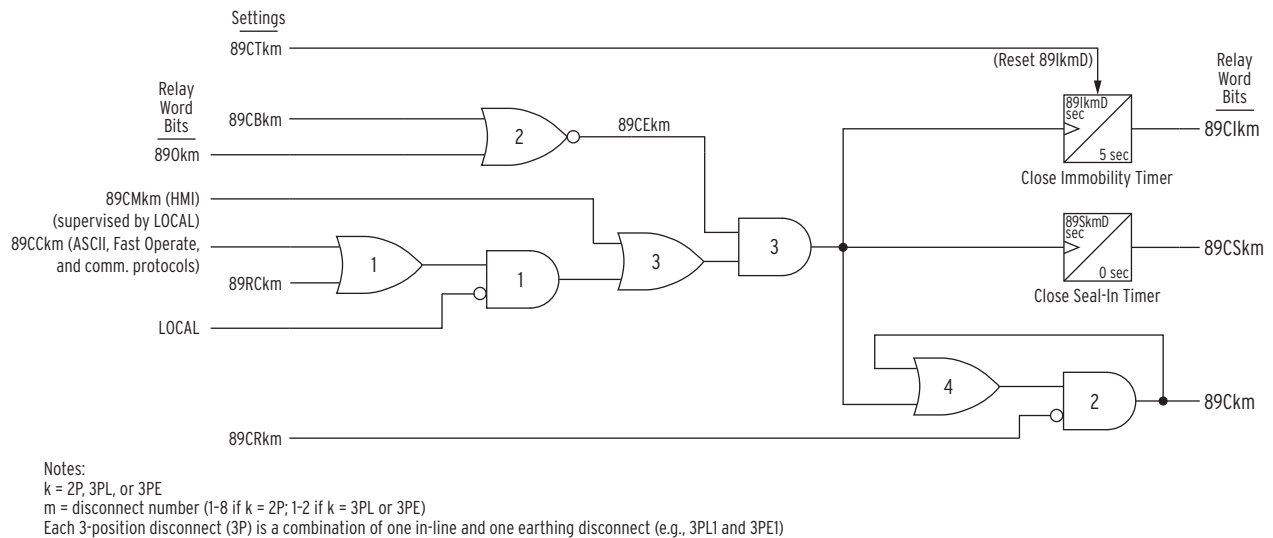 Settings
89CTkm
(Reset 89IkmD)
Relay
Word
Bits
Relay
Word
Bits
89CBkm
89Okm
2
89CEkm
89IkmD
sec
5 sec
89CIkm
Close Immobility Timer
89CMkm (HMI)
(supervised by LOCAL)
89CCkm (ASCII, Fast Operate,
and comm. protocols)
89RCkm
LOCAL
1
1
3
3
89SkmD
sec
0 sec
89CSkm
Close Seal-In Timer
4
2
89Ckm
89CRkm
Notes:
k = 2P, 3PL, or 3PE
m = disconnect number (1-8 if k = 2P; 1-2 if k = 3PL or 3PE)
Each 3-position disconnect (3P) is a combination of one in-line and one earthing disconnect (e.g., 3PL1 and 3PE1)